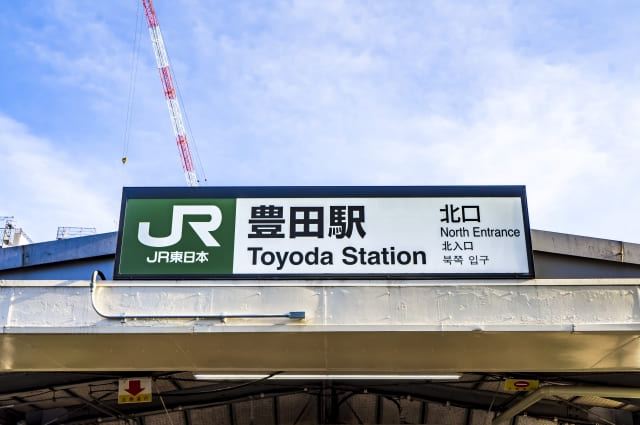 JR
JR東日本
豊田駅
Toyoda Station
北口
North Entrance
北入口
북쪽 입구